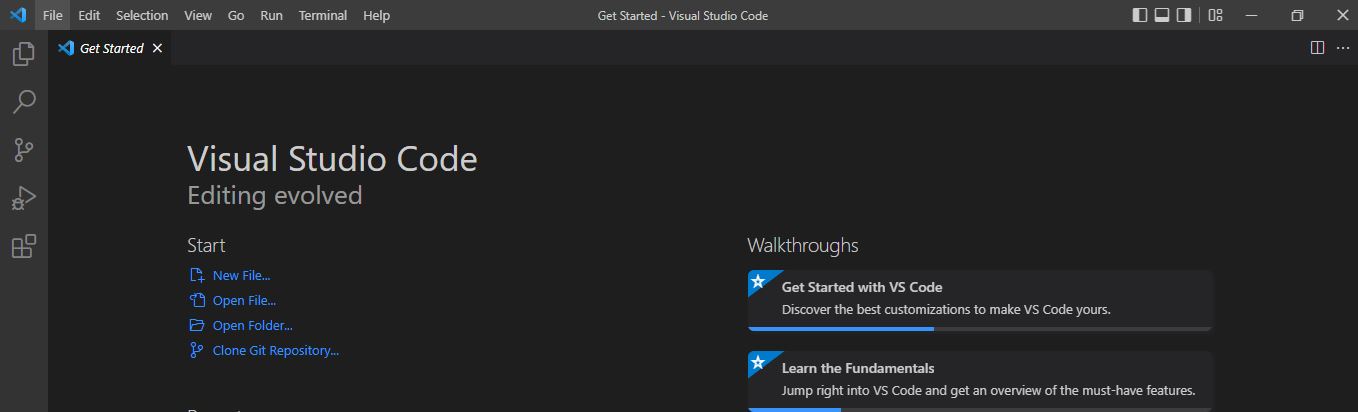 File Edit Selection View Go Run Terminal Help
Get Started - Visual Studio Code
Get Started
Visual Studio Code
Editing evolved
Start
New File...
Open File...
Open Folder...
Clone Git Repository...
Walkthroughs
Get Started with VS Code
Discover the best customizations to make VS Code yours.
Learn the Fundamentals
Jump right into VS Code and get an overview of the must-have features.